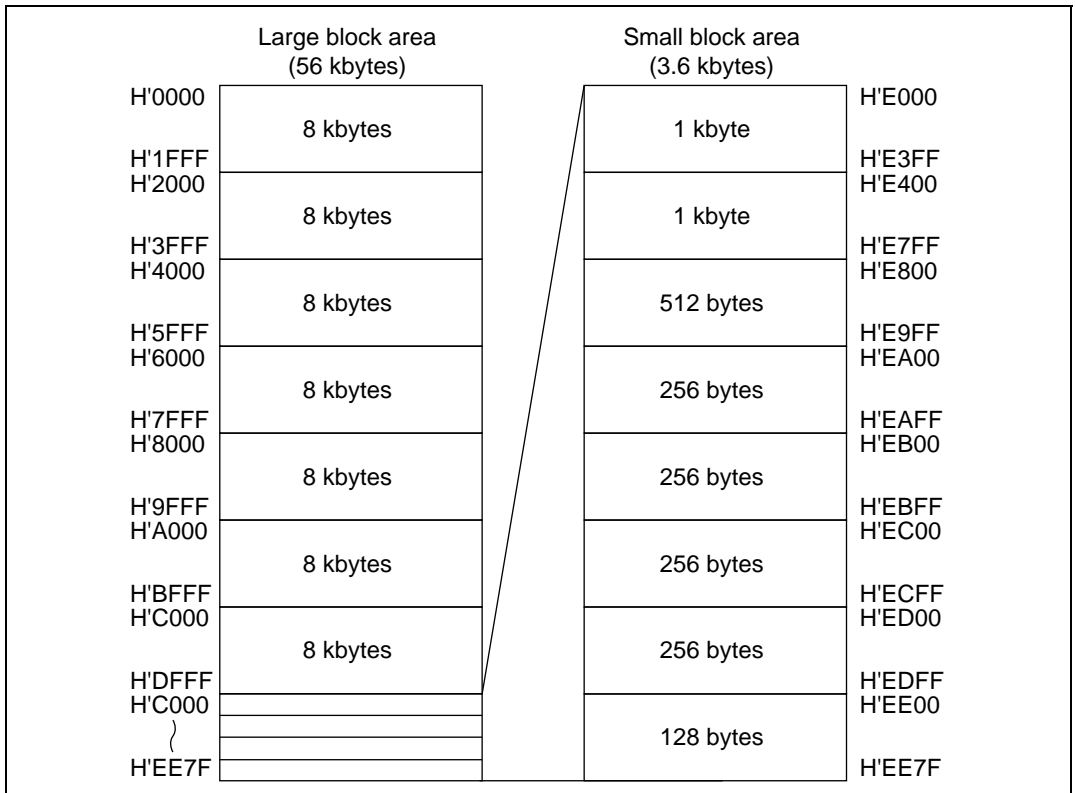 Large block area
(56 kbytes)
H'0000
8 kbytes
H'1FFF
H'2000
8 kbytes
H'3FFF
H'4000
8 kbytes
H'5FFF
H'6000
8 kbytes
H'7FFF
H'8000
8 kbytes
H'9FFF
H'A000
8 kbytes
H'BFFF
H'C000
8 kbytes
H'DFFF
H'C000
H'EE7F
Small block area
(3.6 kbytes)
H'E000
1 kbyte
H'E3FF
H'E400
1 kbyte
H'E7FF
H'E800
512 bytes
H'E9FF
H'EA00
256 bytes
H'EAFF
H'EB00
256 bytes
H'EBFF
H'EC00
256 bytes
H'ECFF
H'ED00
256 bytes
H'EDFF
H'EE00
128 bytes
H'EE7F